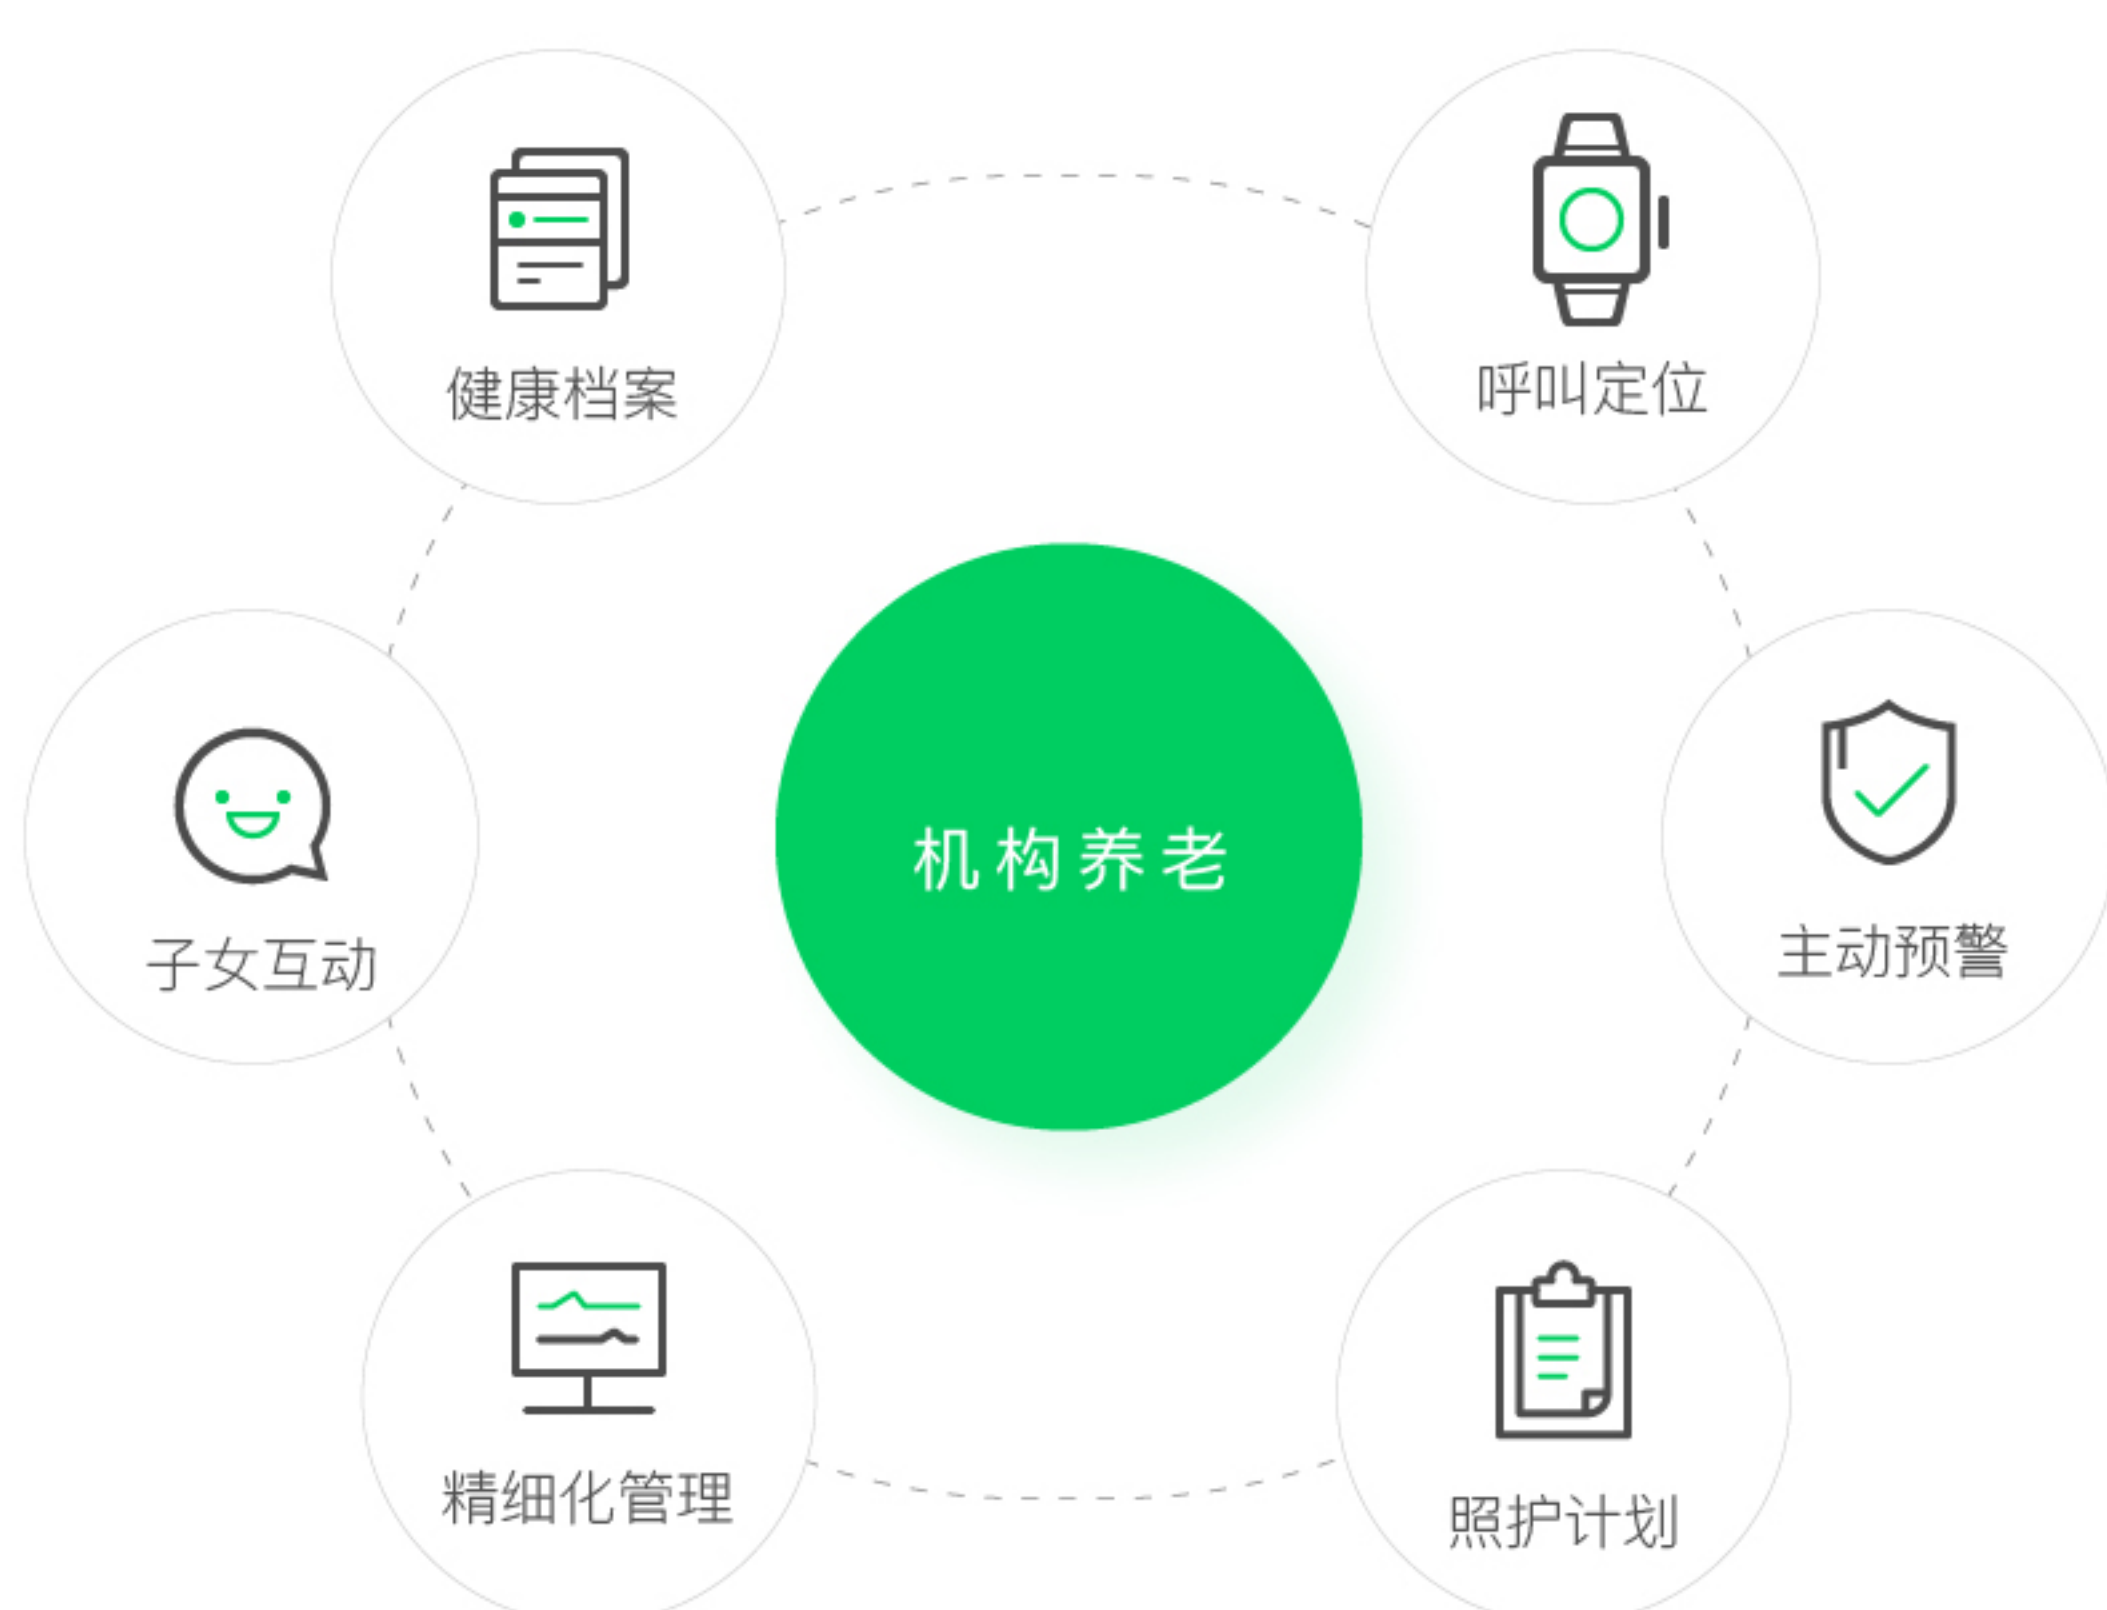 健康档案
呼叫定位
机构养老
子女互动
主动预警
精细化管理
照护计划